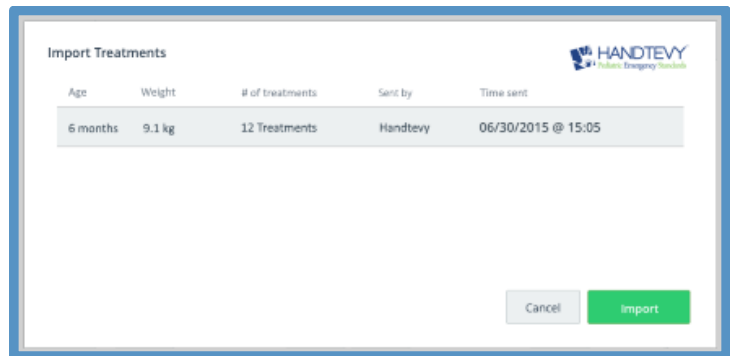 Import Treatments
HANDTEVY
Pediatric Emergency Standards
Age Weight # of treatments Sent by Time sent
6 months 9.1 kg 12 Treatments Handtevy 06/30/2015 @ 15:05
Cancel Import